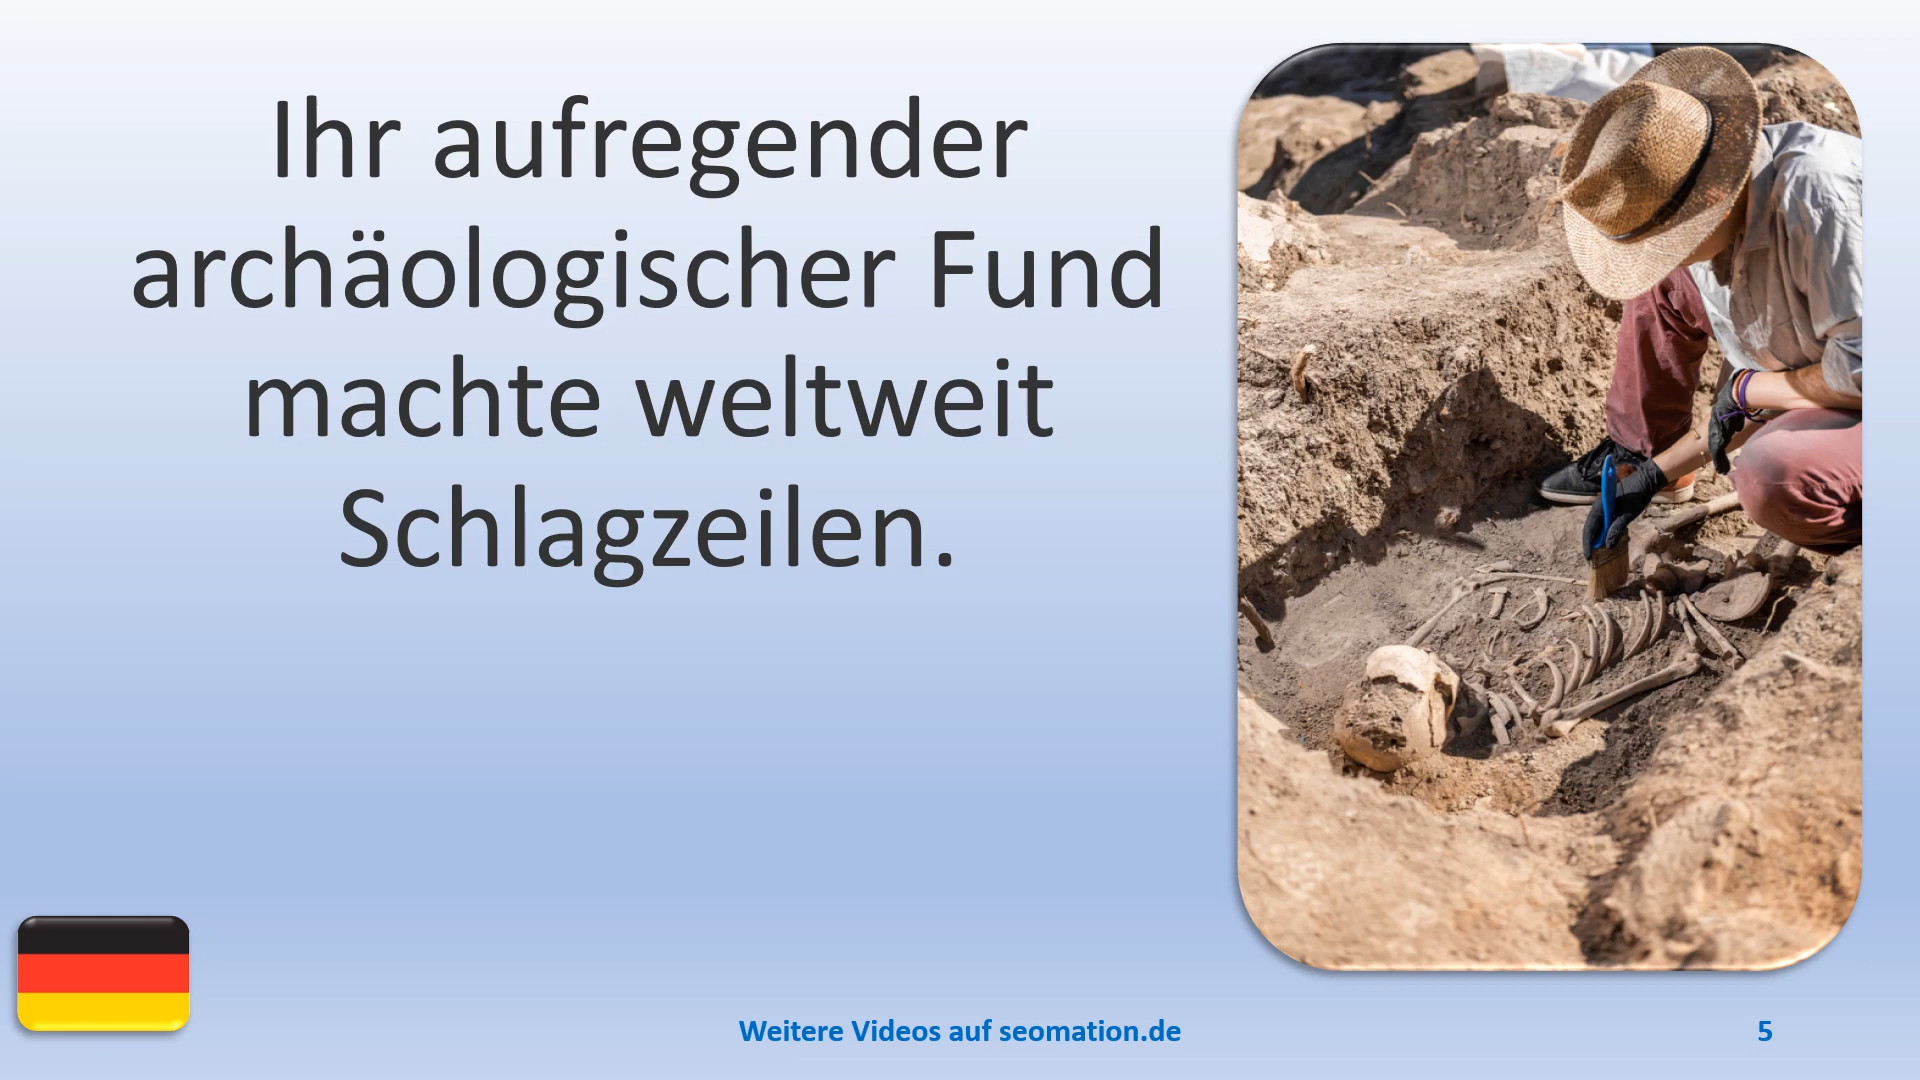 Ihr aufregender
archäologischer Fund
machte weltweit
Schlagzeilen.
Weitere Videos auf seomation.de
5